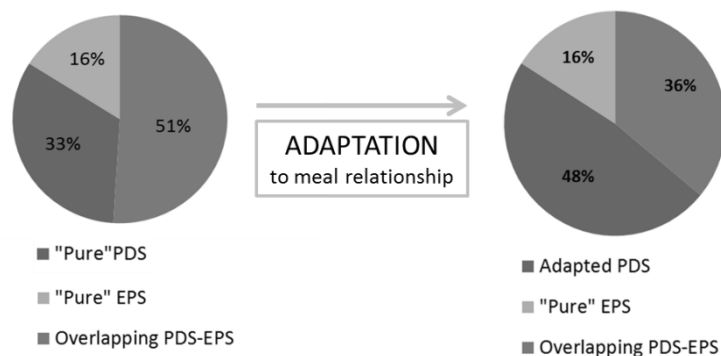 16%
51%
33%
"Pure"PDS
"Pure" EPS
Overlapping PDS-EPS
ADAPTATION
to meal relationship
16%
36%
48%
Adapted PDS
"Pure" EPS
Overlapping PDS-EPS